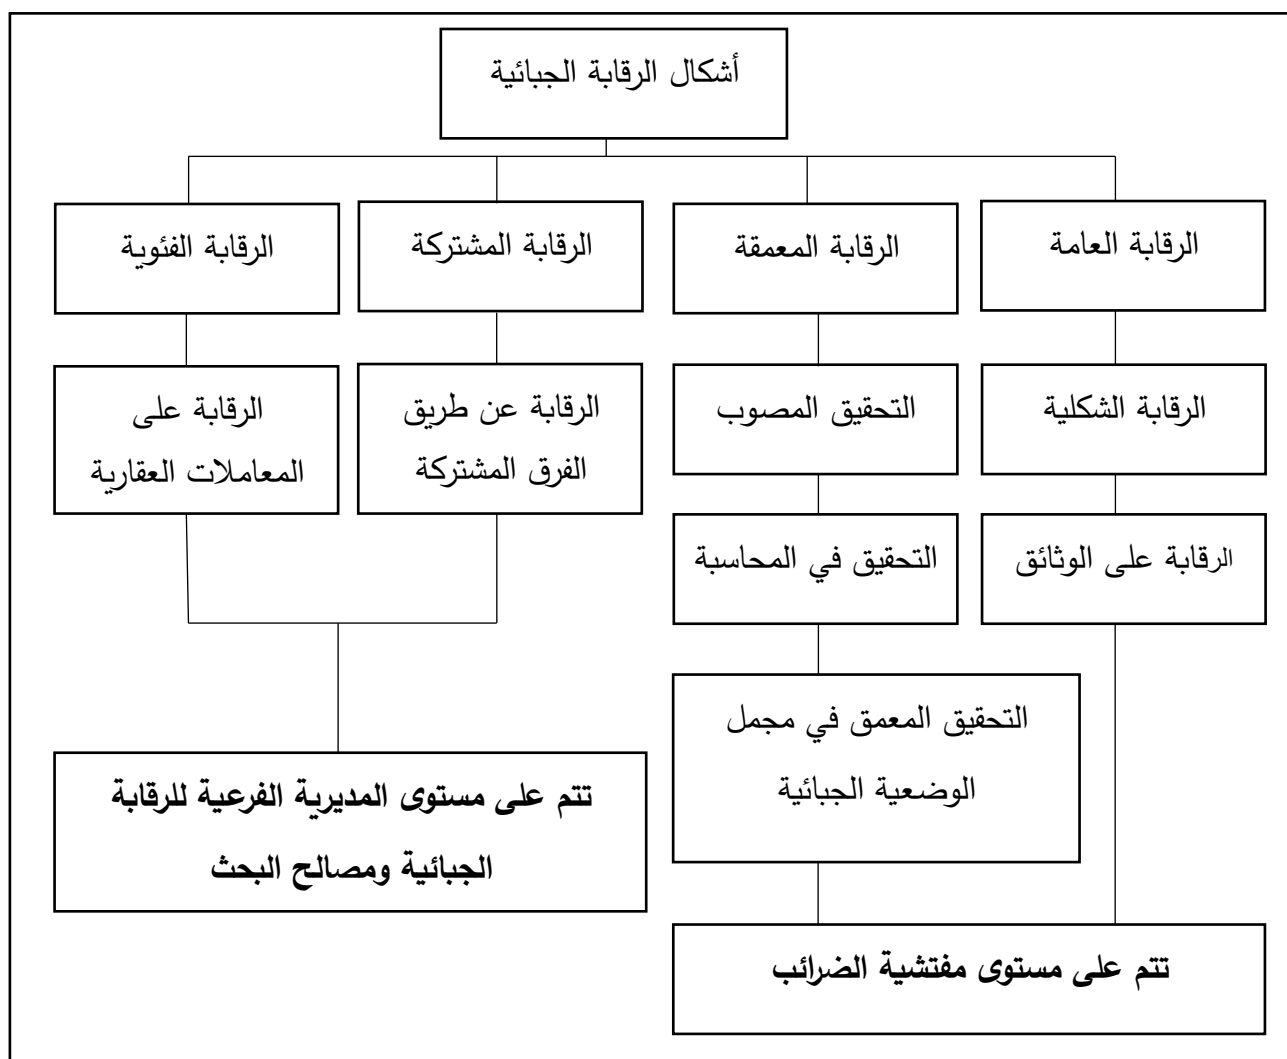 أشكال الرقابة الجبائية
الرقابة العامة
الرقابة المعمقة
الرقابة المشتركة
الرقابة الفئوية
الرقابة الشكلية
التحقيق المصوب
الرقابة عن طريق
الفرق المشتركة
الرقابة على
المعاملات العقارية
الرقابة على الوثائق
التحقيق في المحاسبة
التحقيق المعمق في مجمل
الوضعية الجبائية
تتم على مستوى المديرية الفرعية للرقابة
الجبائية ومصالح البحث
تتم على مستوى مفتشية الضرائب